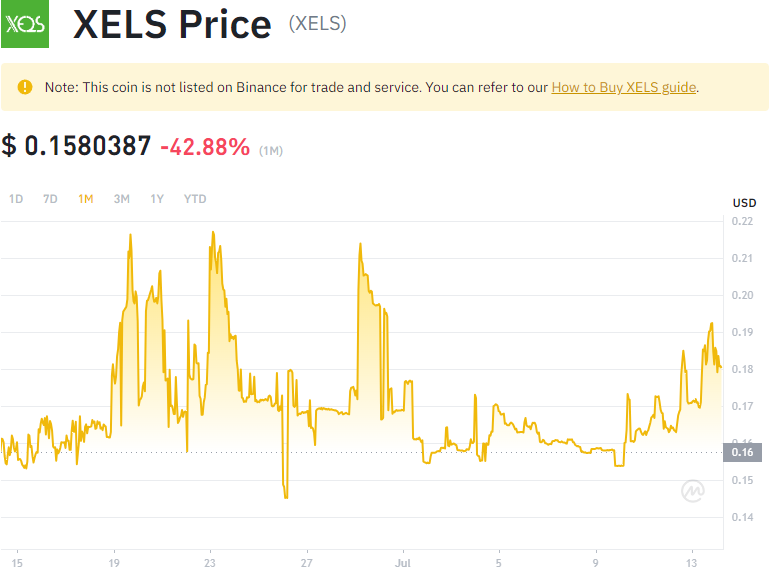 XELS
XELS Price (XELS)
Note: This coin is not listed on Binance for trade and service. You can refer to our How to Buy XELS guide.
$ 0.1580387 -42.88% (1M)
1D 7D 1M 3M 1Y YTD
USD
0.22
0.21
0.20
0.19
0.18
0.17
0.16
0.16
0.15
0.14
15 19 23 27 Jul 5 9 13